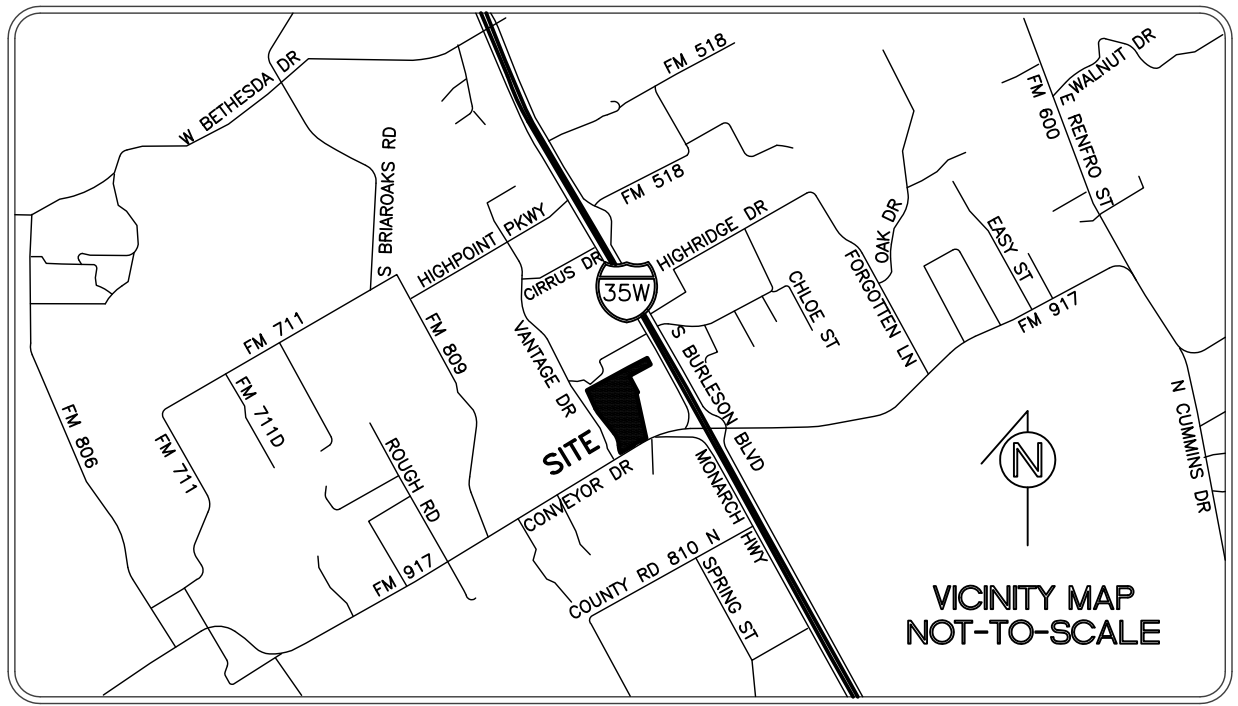 FM 518
WALNUT DR
W BETHESDA DR
FM 600
E RENFRO ST
S BRIAROAKS RD
FM 518
HIGHPOINT PKWY
HIGHRIDGE DR
OAK DR
EASY ST
CIRRUS DR
35W
FORGOTTEN LN
CHLOE ST
FM 917
FM 711
FM 809
VANTAGE DR
S BURLESON BLVD
FM 711D
N CUMMINS DR
FM 806
FM 711
ROUGH RD
SITE
CONVEYOR DR
MONARCH HWY
N
FM 917
COUNTY RD 810 N
SPRING ST
VICINITY MAP
NOT-TO-SCALE